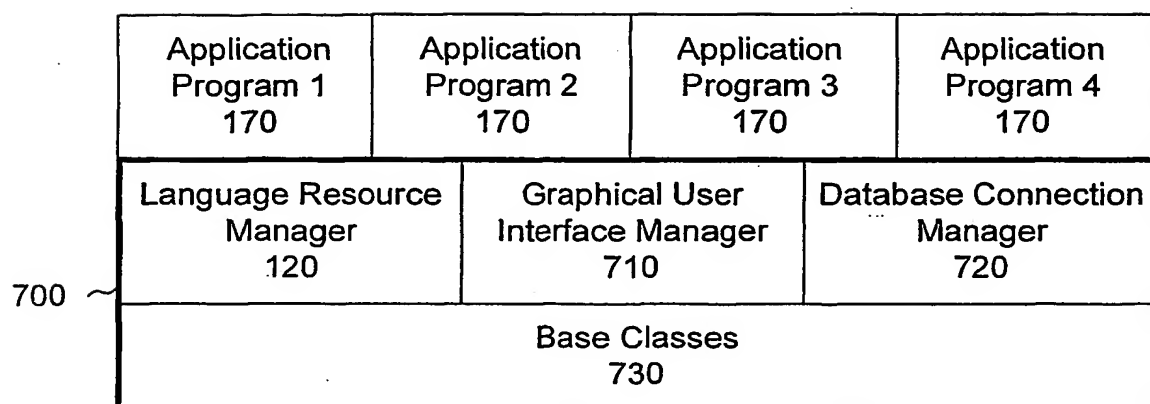 Application Program 1 170
Application Program 2 170
Application Program 3 170
Application Program 4 170
Language Resource Manager 120
Graphical User Interface Manager 710
Database Connection Manager 720
700
Base Classes
730